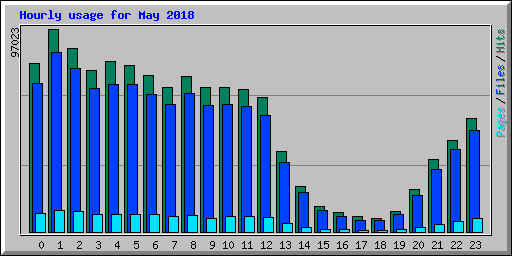 Hourly usage for May 2018
97023
Pages/Files/Hits
0 1 2 3 4 5 6 7 8 9 10 11 12 13 14 15 16 17 18 19 20 21 22 23